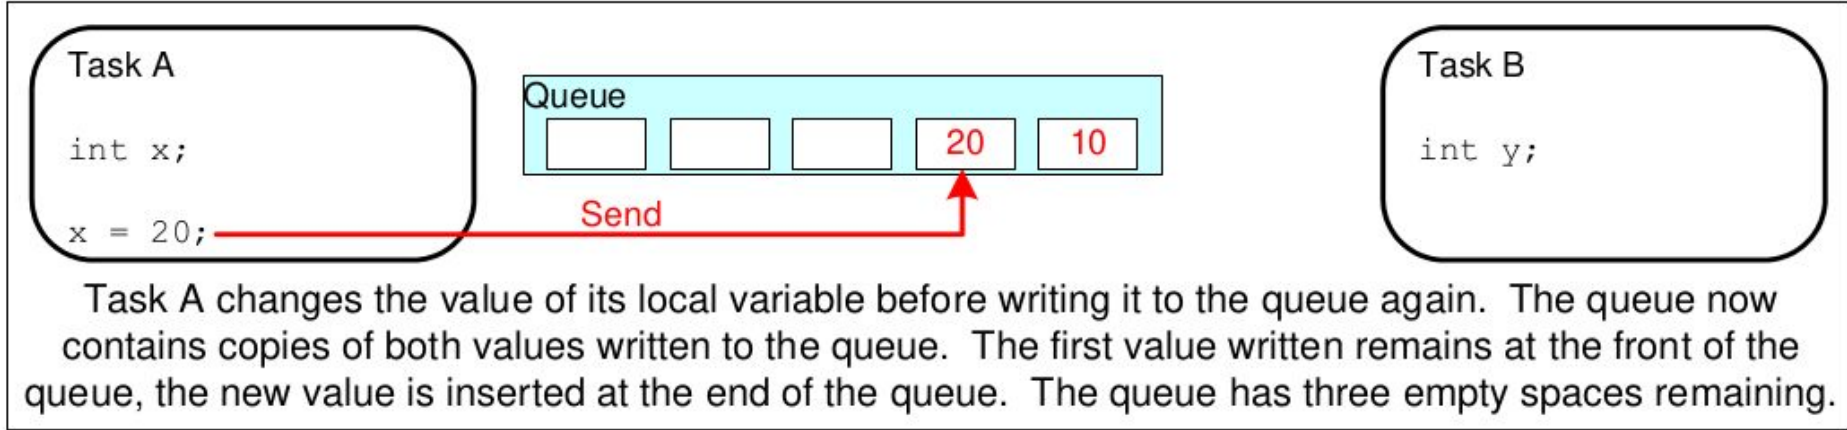 Task A
int x;
x = 20;
Queue
20
10
Send
Task B
int y;
Task A changes the value of its local variable before writing it to the queue again.  The queue now
contains copies of both values written to the queue.  The first value written remains at the front of the
queue, the new value is inserted at the end of the queue.  The queue has three empty spaces remaining.